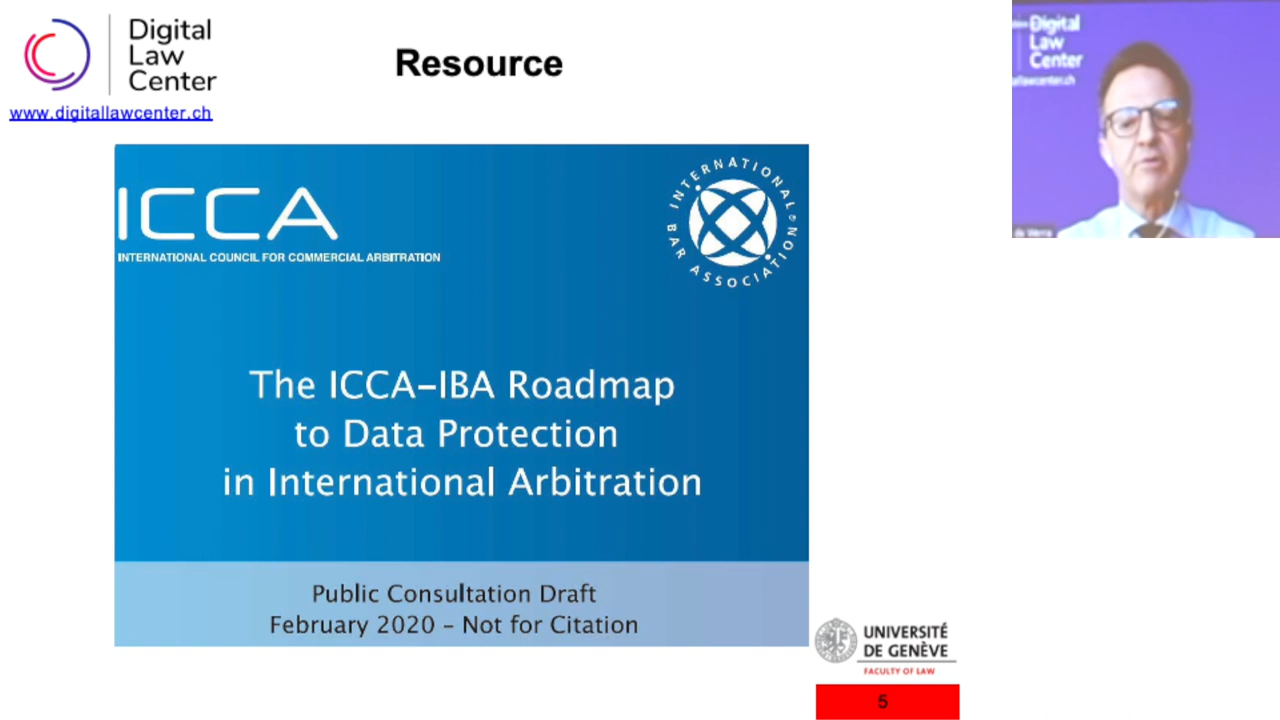 Digital
Law
Center
www.digitallawcenter.ch
Resource
ICCA
INTERNATIONAL COUNCIL FOR COMMERCIAL ARBITRATION
INTERNATIONAL BAR ASSOCIATION
The ICCA–IBA Roadmap
to Data Protection
in International Arbitration
Public Consultation Draft
February 2020 – Not for Citation
UNIVERSITÉ
DE GENÈVE
FACULTY OF LAW
5
Digital
Law
Center